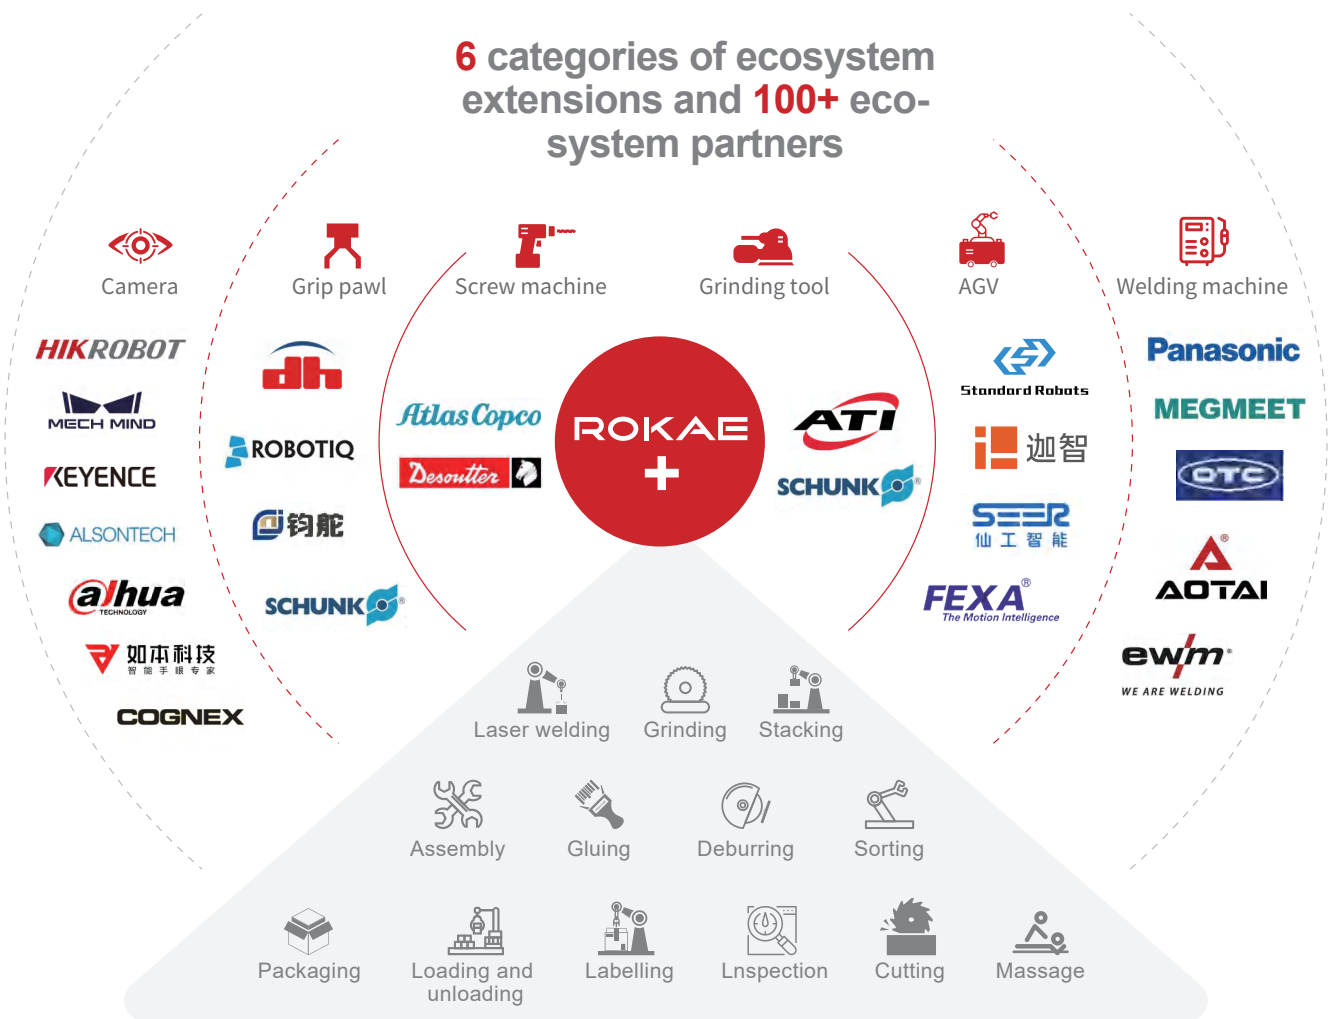 6 categories of ecosystem
extensions and 100+ eco-
system partners
Camera
Grip pawl
Screw machine
Grinding tool
AGV
Welding machine
HIKROBOT
MECH MIND
KEYENCE
ALSONTECH
alhua
TECHNOLOGY
如本科技
智能手眼专家
COGNEX
dh
ROBOTIQ
钧舵
SCHUNK
Atlas Copco
Desoutter
ROKAE
+
ATI
SCHUNK®
Standard Robots
迦智
SEER
仙工智能
FEXA®
The Motion Intelligence
Panasonic
MEGMEET
OTC
AOTAI
ewm
WE ARE WELDING
Laser welding
Grinding
Stacking
Assembly
Gluing
Deburring
Sorting
Packaging
Loading and
unloading
Labelling
Lnspection
Cutting
Massage